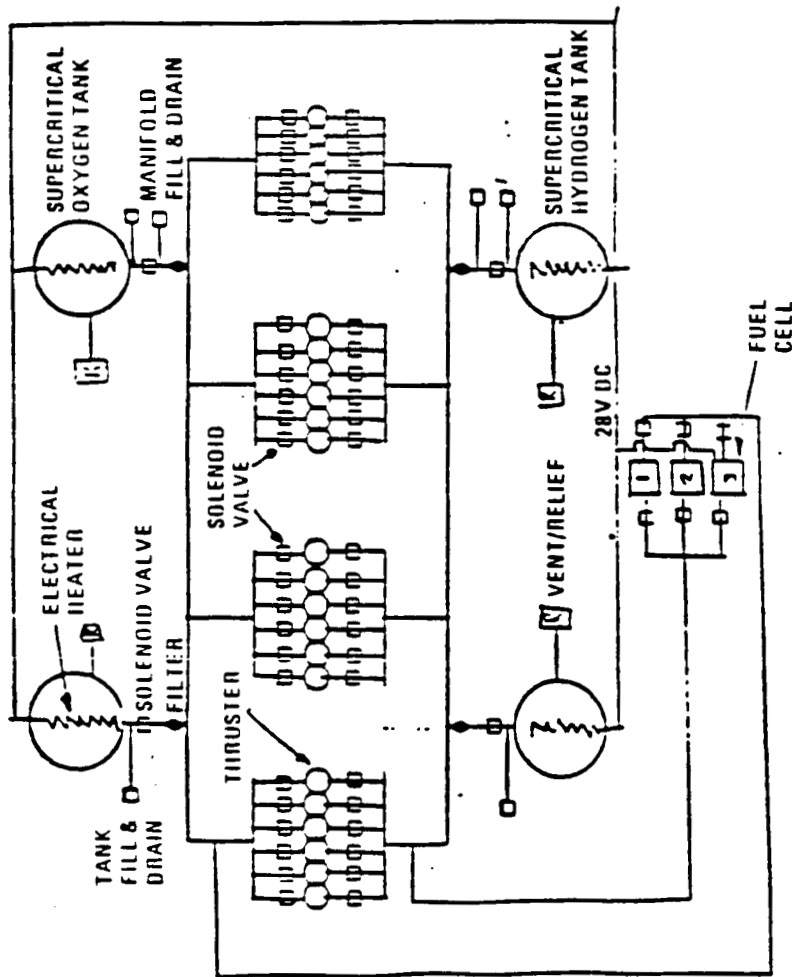 SUPERCRITICAL
OXYGEN TANK
MANIFOLD
FILL & DRAIN
ELECTRICAL
HEATER
SOLENOID VALVE
FILTER
TANK
FILL &
DRAIN
SOLENOID
VALVE
THRUSTER
SUPERCRITICAL
HYDROGEN TANK
VENT/RELIEF
28V DC
FUEL
CELL
1
2
3